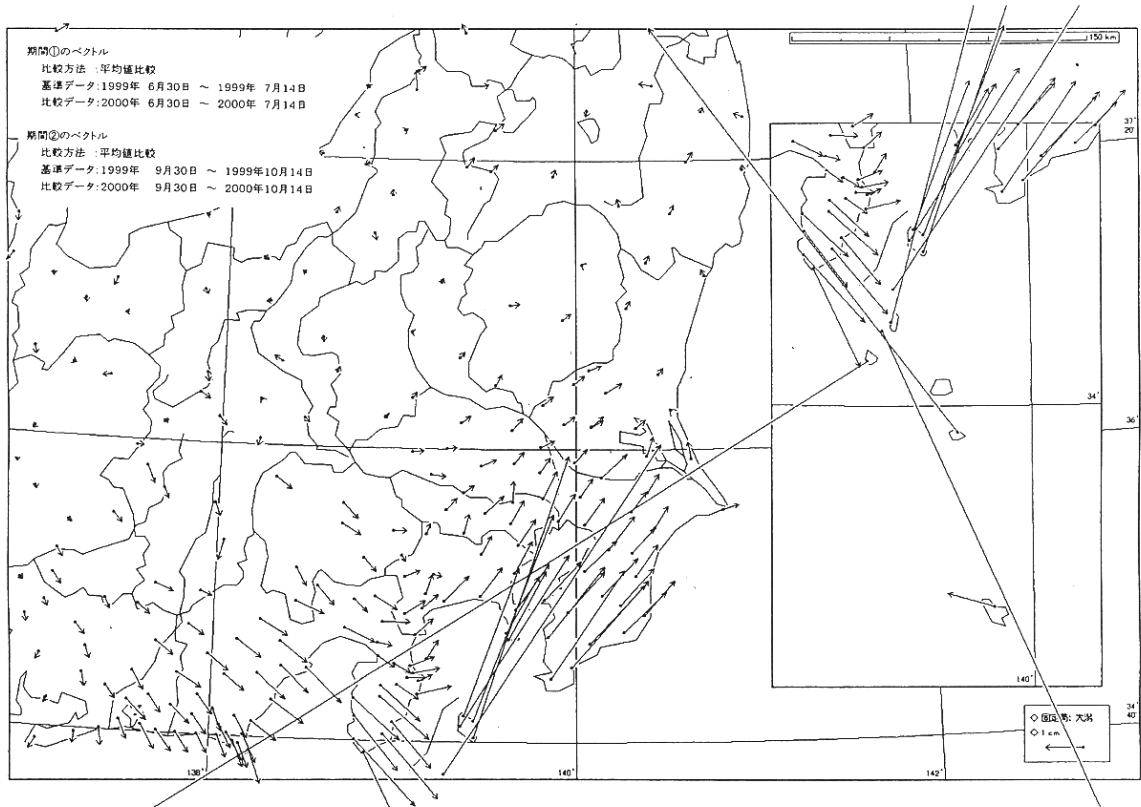 期間①のベクトル
比較方法 :平均値比較
基準データ:1999年 6月30日 ~ 1999年 7月14日
比較データ:2000年 6月30日 ~ 2000年 7月14日
期間②のベクトル
比較方法 :平均値比較
基準データ:1999年 9月30日 ~ 1999年10月14日
比較データ:2000年 9月30日 ~ 2000年10月14日
150 km
37°
20'
34°
36°
140°
34°
40'
◇ 固定局: 大潟
◇ 1 cm
138°
140°
142°